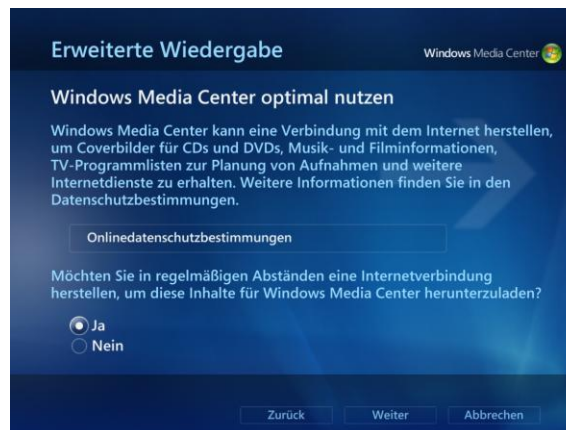 Erweiterte Wiedergabe
Windows Media Center
Windows Media Center optimal nutzen
Windows Media Center kann eine Verbindung mit dem Internet herstellen,
um Coverbilder für CDs und DVDs, Musik- und Filminformationen,
TV-Programmlisten zur Planung von Aufnahmen und weitere
Internetdienste zu erhalten. Weitere Informationen finden Sie in den
Datenschutzbestimmungen.
Onlinedatenschutzbestimmungen
Möchten Sie in regelmäßigen Abständen eine Internetverbindung
herstellen, um diese Inhalte für Windows Media Center herunterzuladen?
Ja
Nein
Zurück Weiter Abbrechen